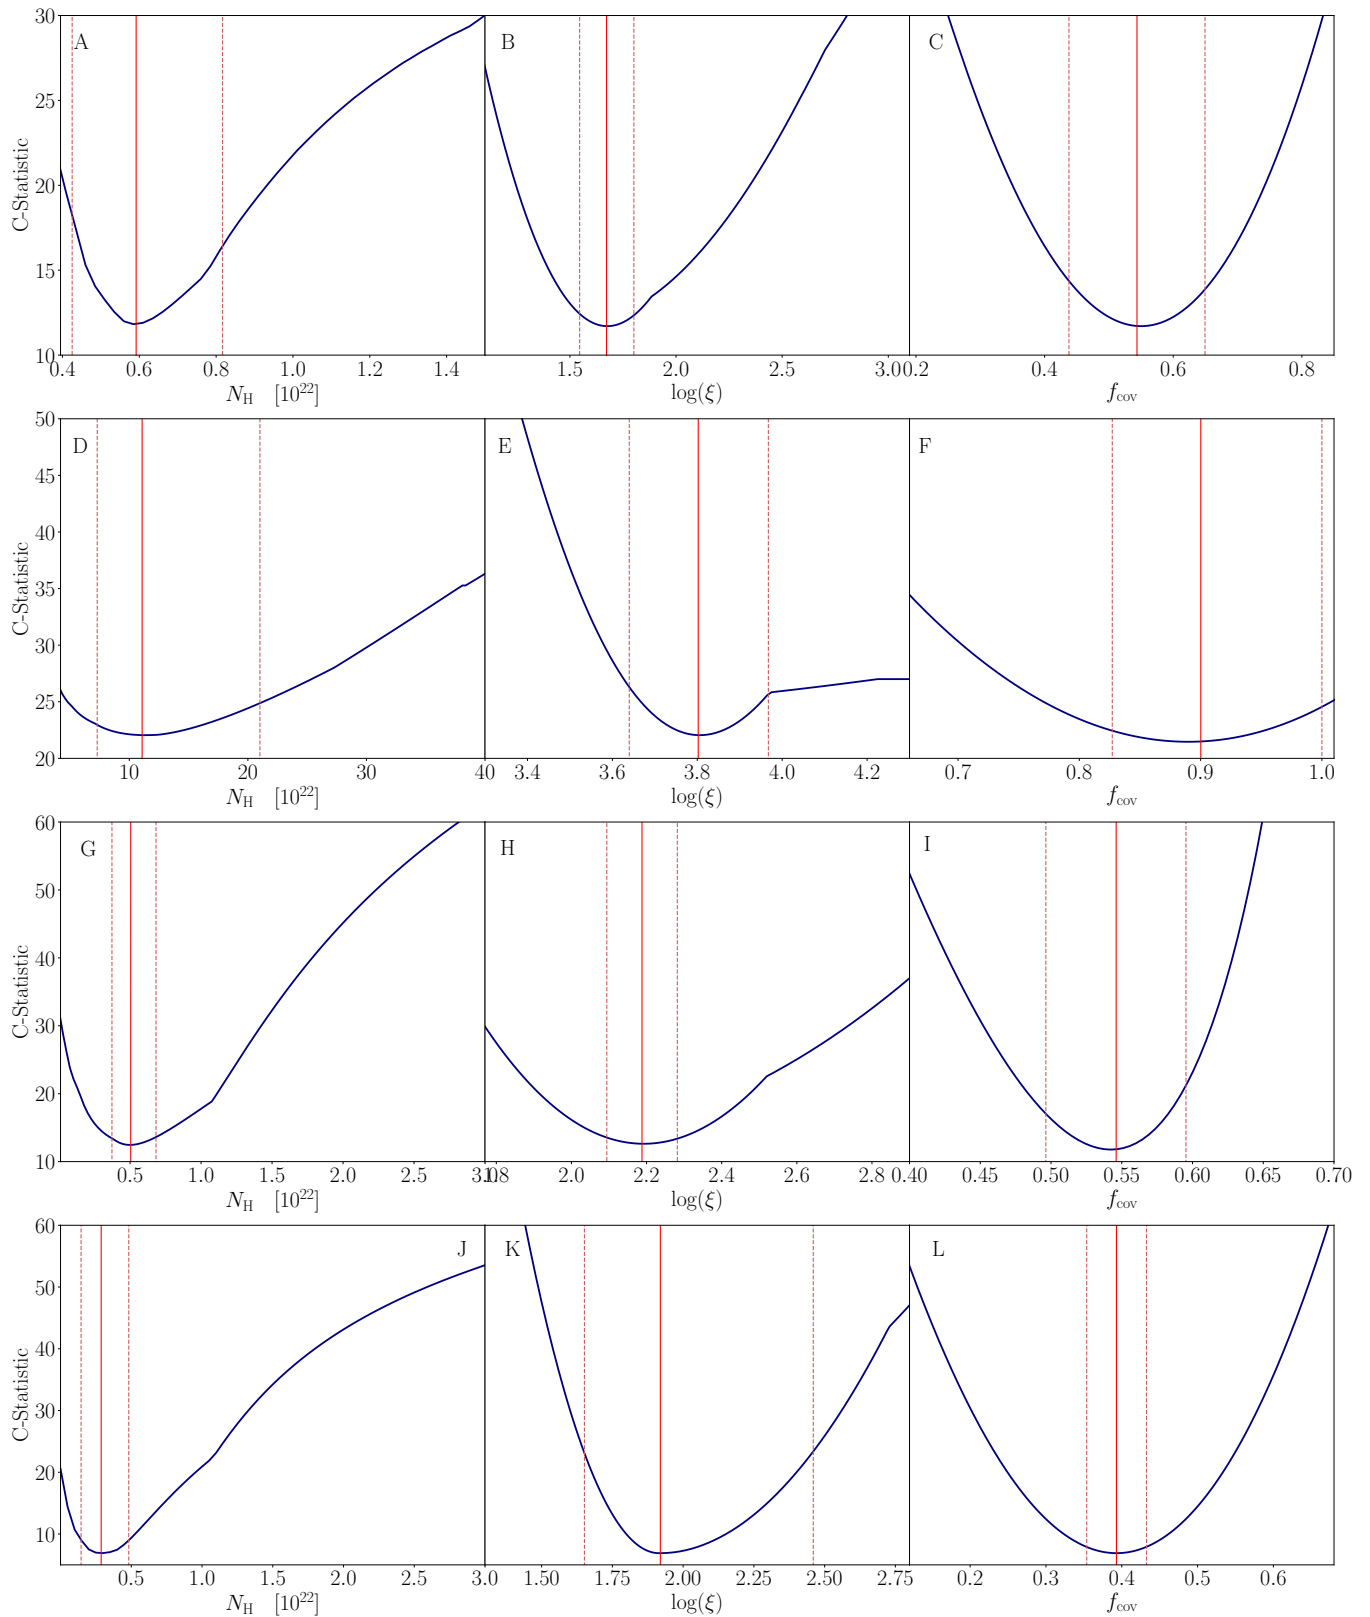 A
B
C
C-Statistic
30
25
20
15
10
0.4 0.6 0.8 1.0 1.2 1.4
1.5 2.0 2.5 3.0
0.2 0.4 0.6 0.8
N_H [10^22]
log(ξ)
f_cov
D
E
F
C-Statistic
50
45
40
35
30
25
20
10 20 30 40
3.4 3.6 3.8 4.0 4.2
0.7 0.8 0.9 1.0
N_H [10^22]
log(ξ)
f_cov
G
H
I
C-Statistic
60
50
40
30
20
10
0.5 1.0 1.5 2.0 2.5 3.0
1.8 2.0 2.2 2.4 2.6 2.8
0.40 0.45 0.50 0.55 0.60 0.65 0.70
N_H [10^22]
log(ξ)
f_cov
J
K
L
C-Statistic
60
50
40
30
20
10
0.5 1.0 1.5 2.0 2.5 3.0
1.50 1.75 2.00 2.25 2.50 2.75
0.2 0.3 0.4 0.5 0.6
N_H [10^22]
log(ξ)
f_cov